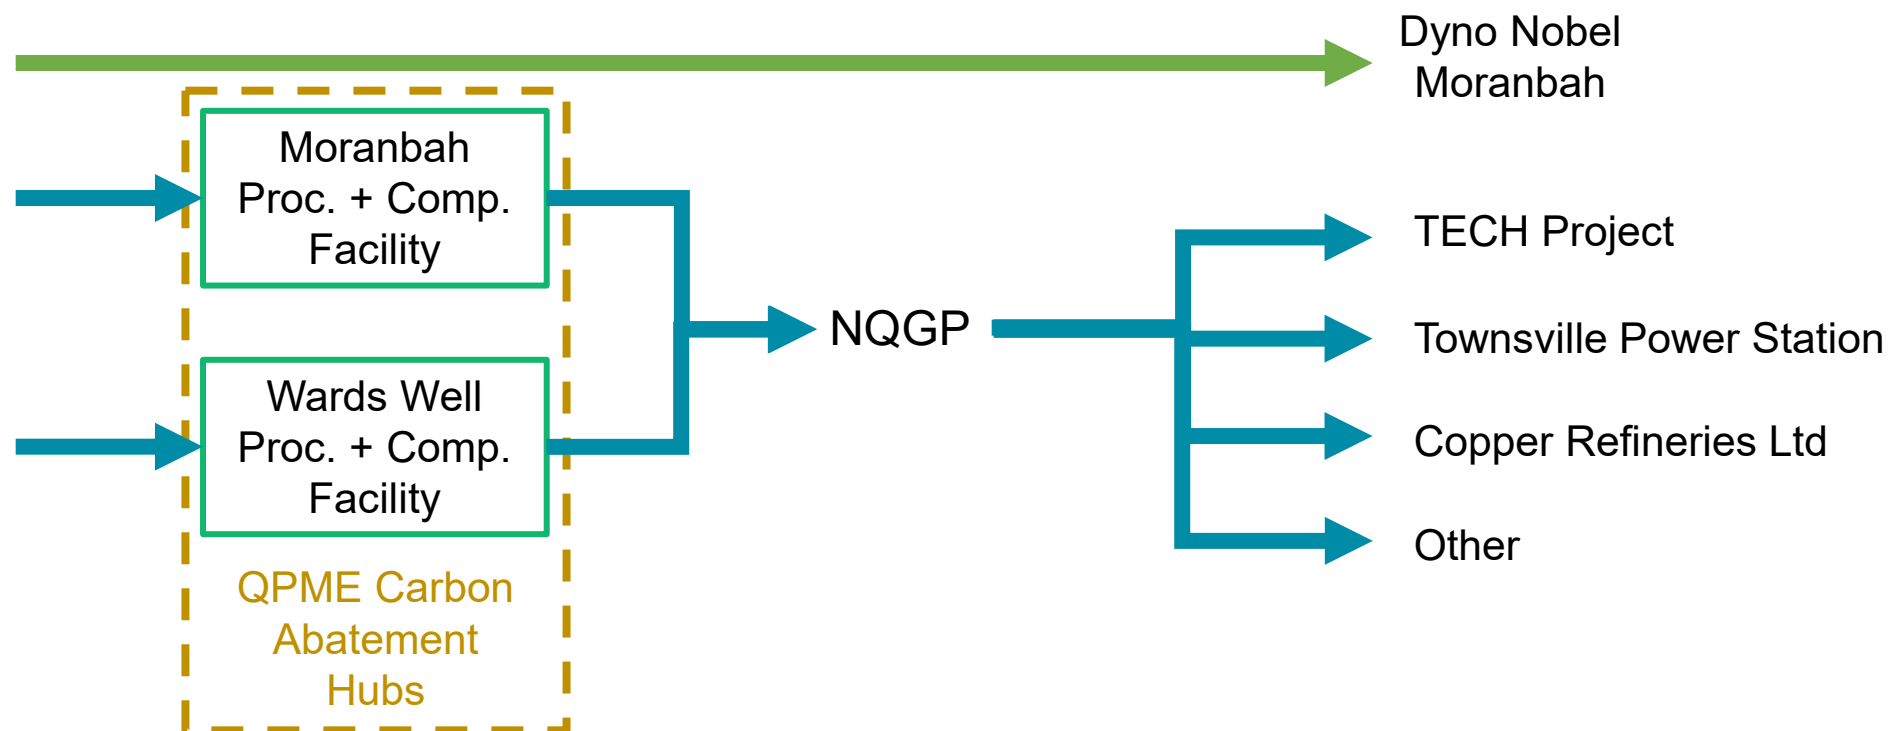 Dyno Nobel
Moranbah
Moranbah
Proc. + Comp.
Facility
Wards Well
Proc. + Comp.
Facility
QPME Carbon
Abatement
Hubs
NQGP
TECH Project
Townsville Power Station
Copper Refineries Ltd
Other